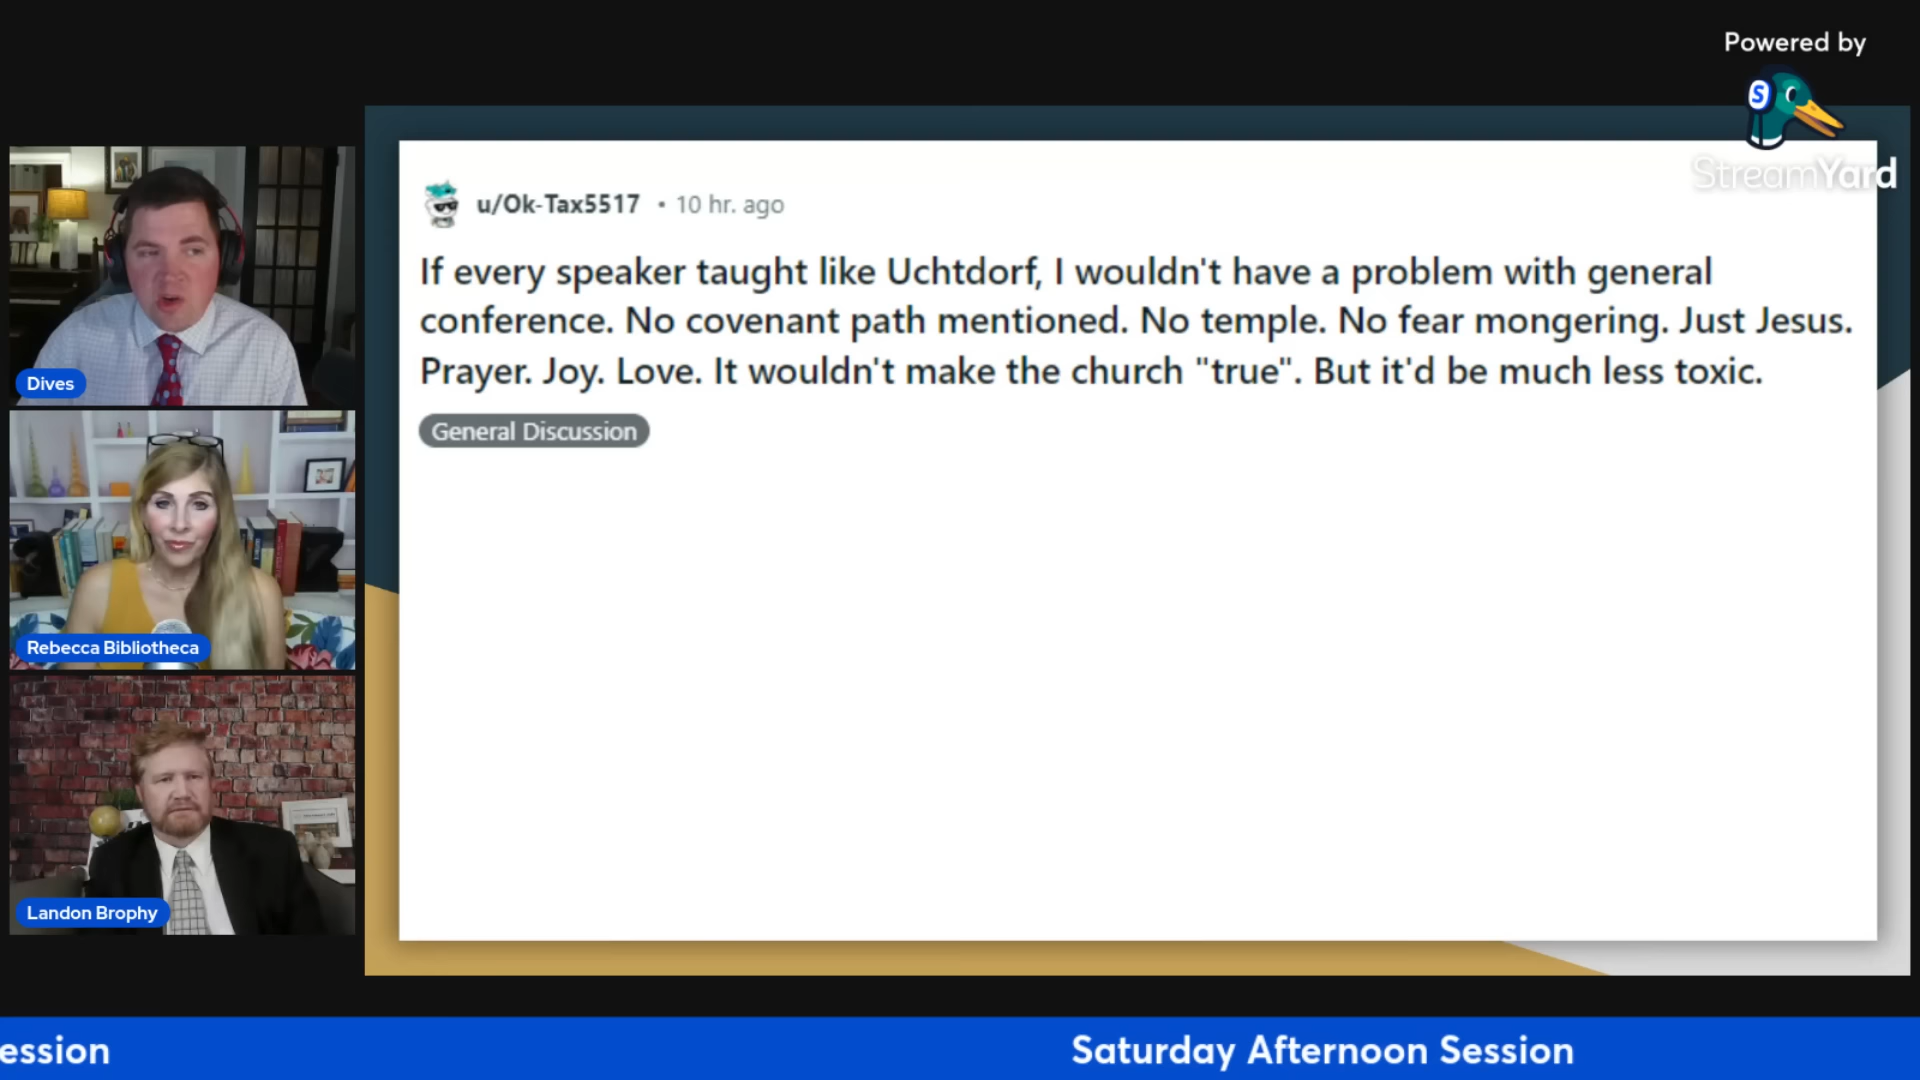 Powered by
StreamYard
u/Ok-Tax5517 • 10 hr. ago
If every speaker taught like Uchtdorf, I wouldn't have a problem with general
conference. No covenant path mentioned. No temple. No fear mongering. Just Jesus.
Prayer. Joy. Love. It wouldn't make the church "true". But it'd be much less toxic.
General Discussion
Dives
Rebecca Bibliotheca
Landon Brophy
ession
Saturday Afternoon Session